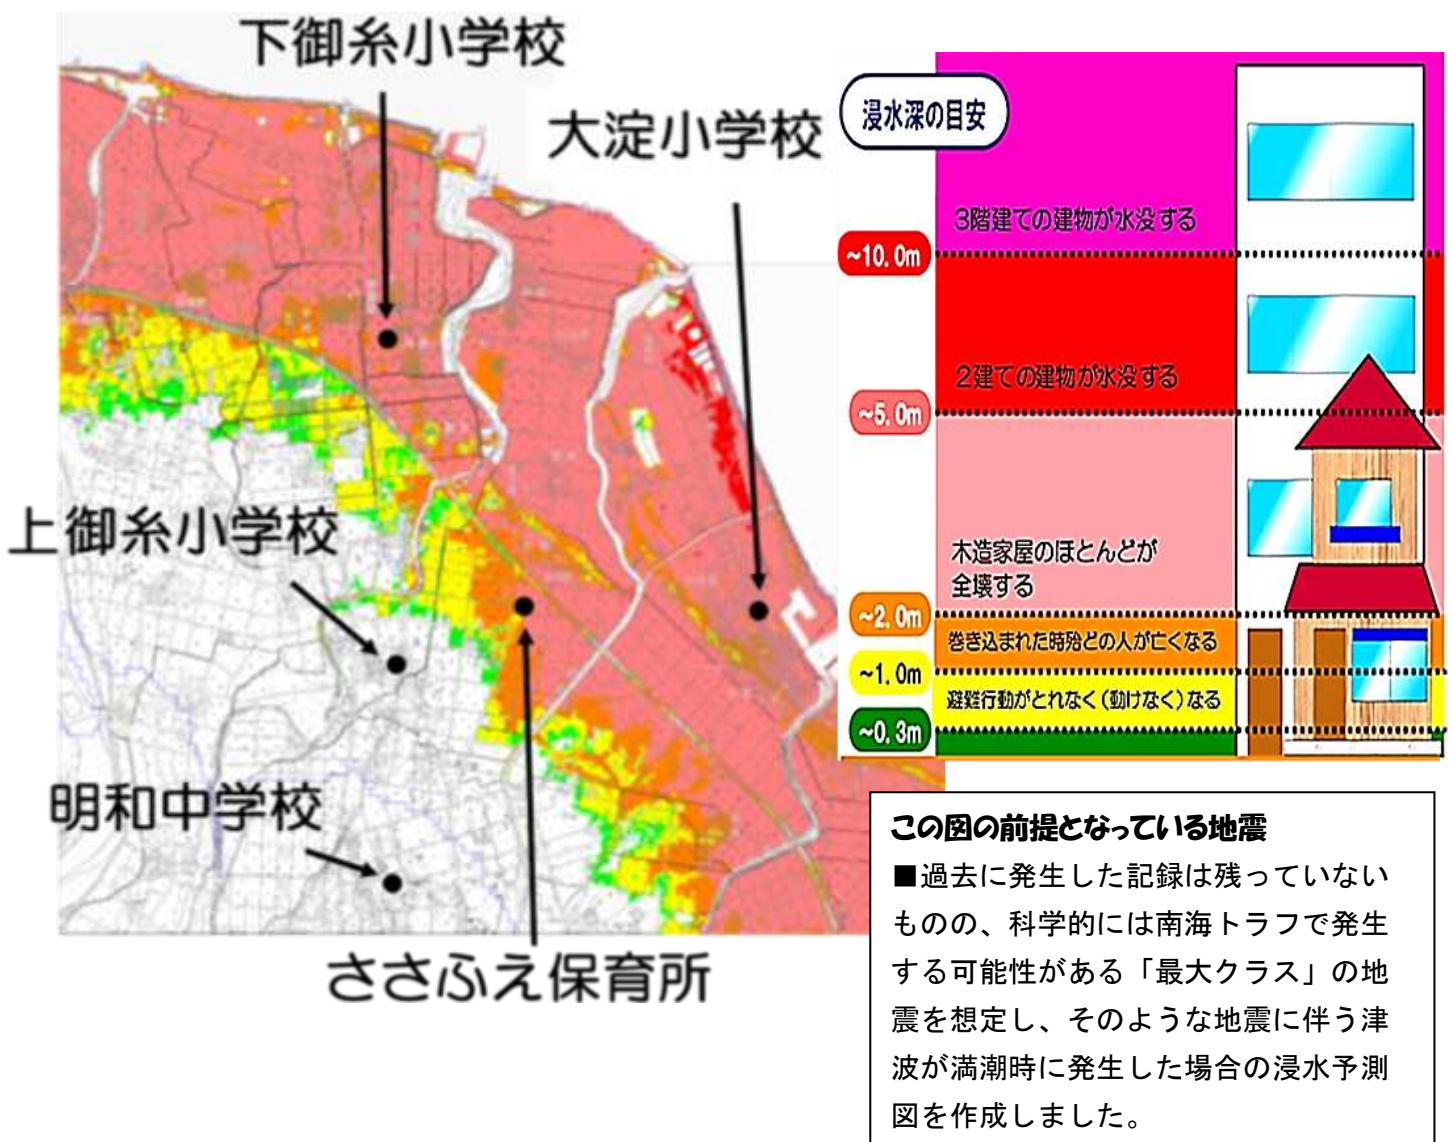 下御糸小学校
大淀小学校
上御糸小学校
明和中学校
ささふえ保育所
浸水深の目安
3階建ての建物が水没する
~10.0m
2建ての建物が水没する
~5.0m
木造家屋のほとんどが
全壊する
~2.0m
巻き込まれた時殆どの人が亡くなる
~1.0m
避難行動がとれなく(動けなく)なる
~0.3m
この図の前提となっている地震
■過去に発生した記録は残っていない
ものの、科学的には南海トラフで発生
する可能性がある「最大クラス」の地
震を想定し、そのような地震に伴う津
波が満潮時に発生した場合の浸水予測
図を作成しました。